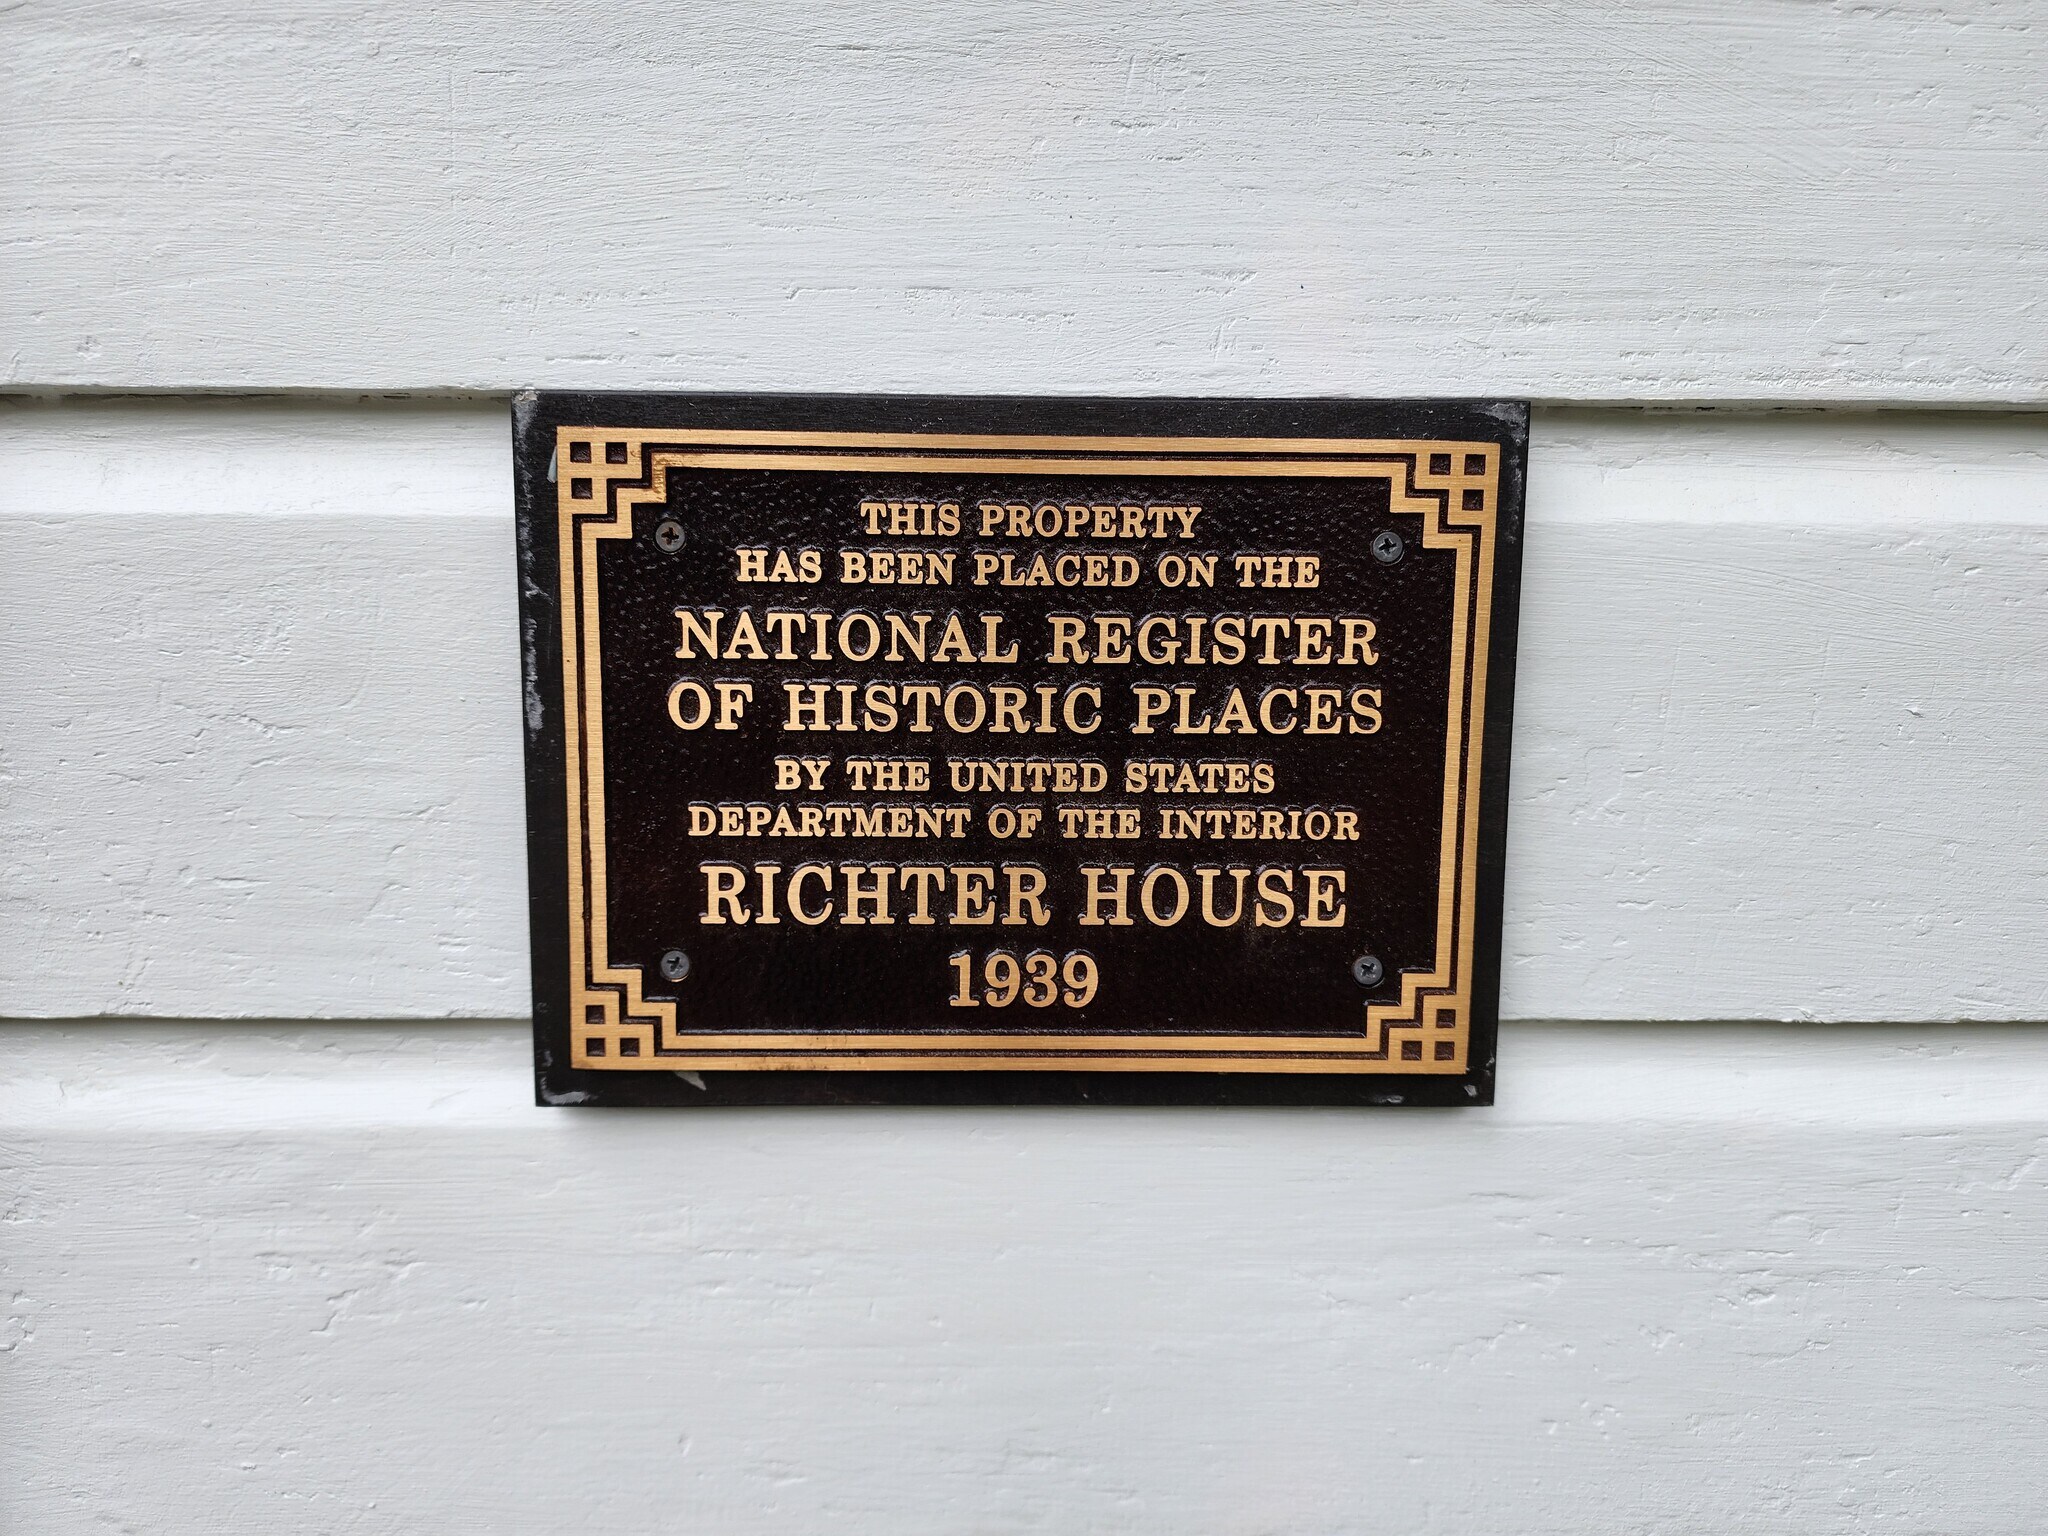 THIS PROPERTY
HAS BEEN PLACED ON THE
NATIONAL REGISTER
OF HISTORIC PLACES
BY THE UNITED STATES
DEPARTMENT OF THE INTERIOR
RICHTER HOUSE
1939